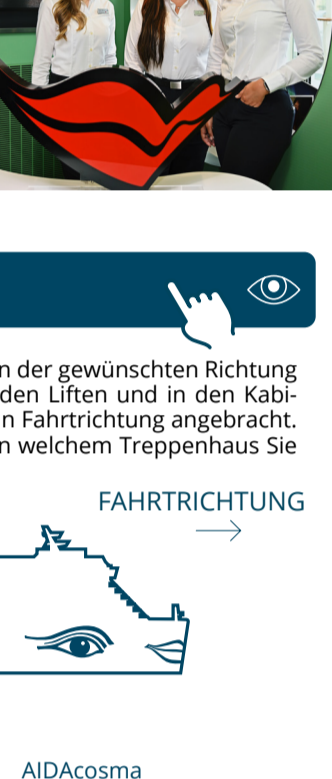 n der gewünschten Richtung
den Liften und in den Kabi-
n Fahrtrichtung angebracht.
n welchem Treppenhaus Sie
FAHRTRICHTUNG
AIDAcosma